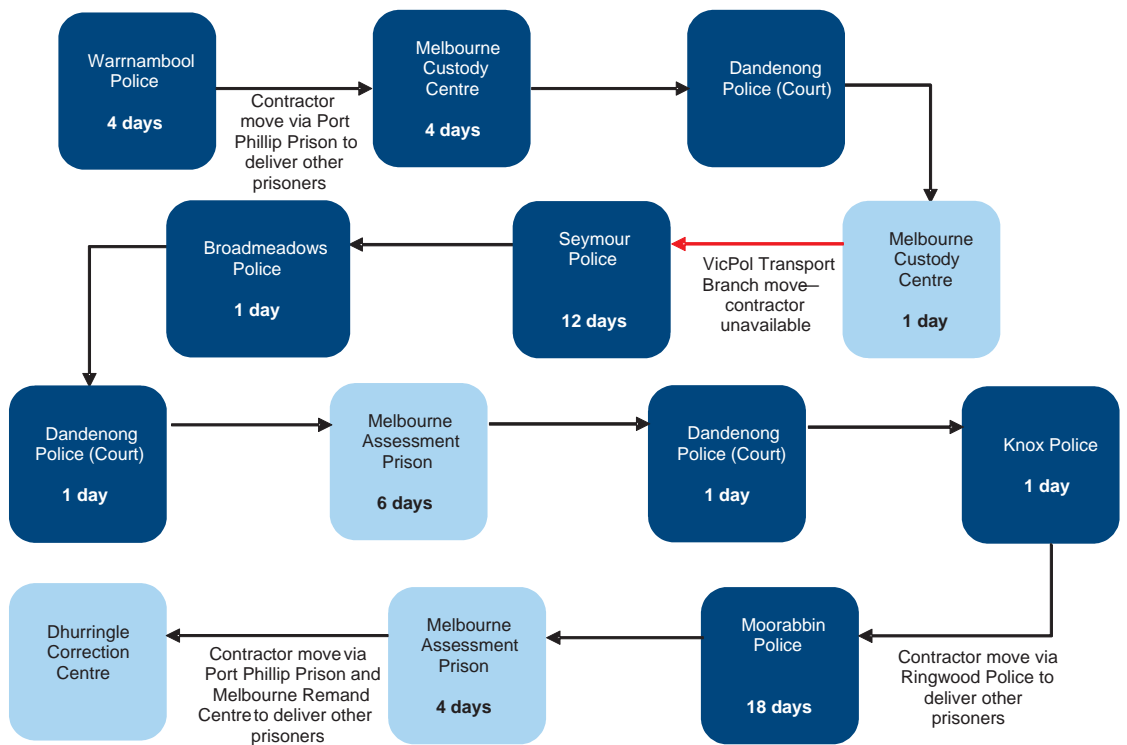 Warrnambool
Police
4 days
Contractor
move via Port
Phillip Prison to
deliver other
prisoners
Melbourne
Custody
Centre
4 days
Dandenong
Police (Court)
Melbourne
Custody
Centre
1 day
VicPol Transport
Branch move—
contractor
unavailable
Seymour
Police
12 days
Broadmeadows
Police
1 day
Dandenong
Police (Court)
1 day
Melbourne
Assessment
Prison
6 days
Dandenong
Police (Court)
1 day
Knox Police
1 day
Contractor move via
Ringwood Police to
deliver other
prisoners
Moorabbin
Police
18 days
Melbourne
Assessment
Prison
4 days
Contractor move via
Port Phillip Prison and
Melbourne Remand
Centre to deliver other
prisoners
Dhurringle
Correction
Centre